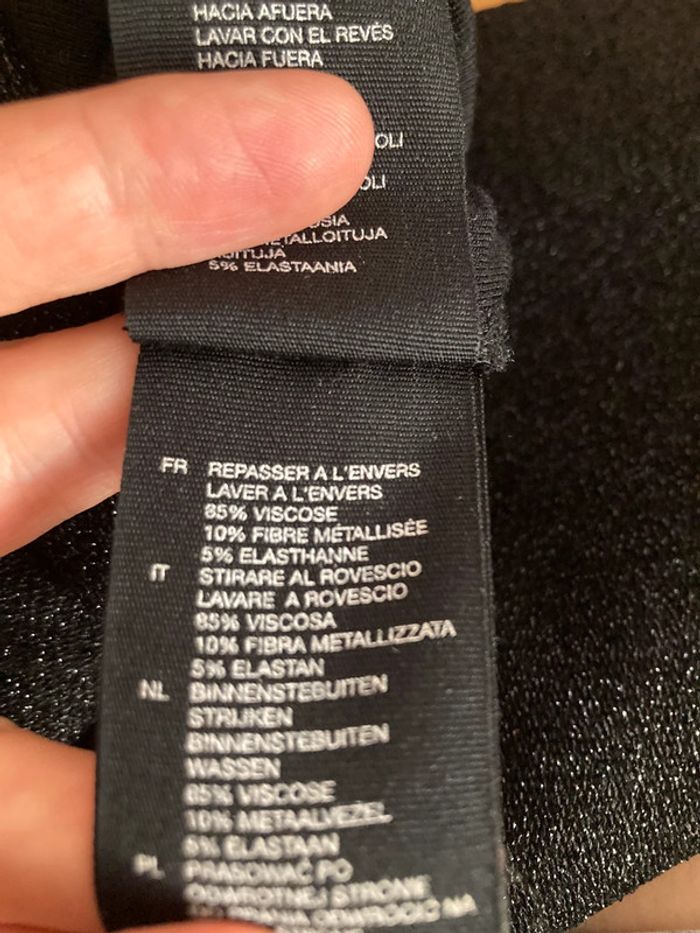 HACIA AFUERA
LAVAR CON EL REVÉS
HACIA FUERA
5% ELASTAANIA
FR REPASSER A L'ENVERS
LAVER A L'ENVERS
85% VISCOSE
10% FIBRE MÉTALLISÉE
5% ELASTHANNE
IT STIRARE AL ROVESCIO
LAVARE A ROVESCIO
85% VISCOSA
10% FIBRA METALLIZZATA
5% ELASTAN
NL BINNENSTEBUITEN
STRIJKEN
BINNENSTEBUITEN
WASSEN
85% VISCOSE
10% METAALVEZEL
5% ELASTAAN
PL PRASOWAĆ PO
ODWROTNEJ STRONIE